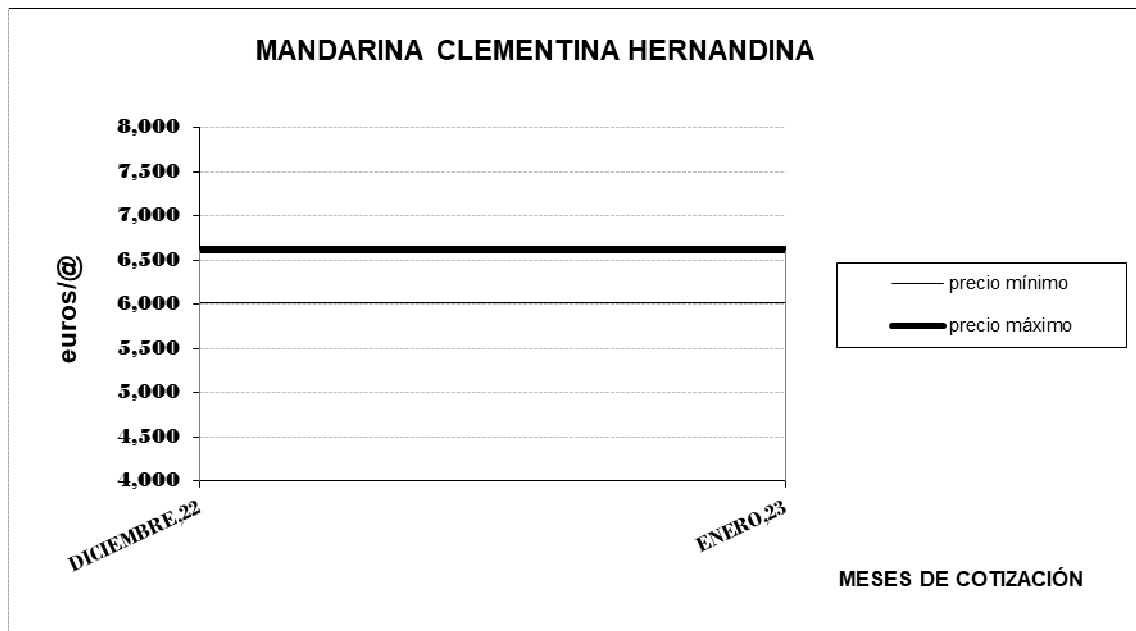 MANDARINA CLEMENTINA HERNANDINA
8,000
7,500
7,000
6,500
6,000
5,500
5,000
4,500
4,000
euros/@
DICIEMBRE,22
ENERO,23
precio mínimo
precio máximo
MESES DE COTIZACIÓN